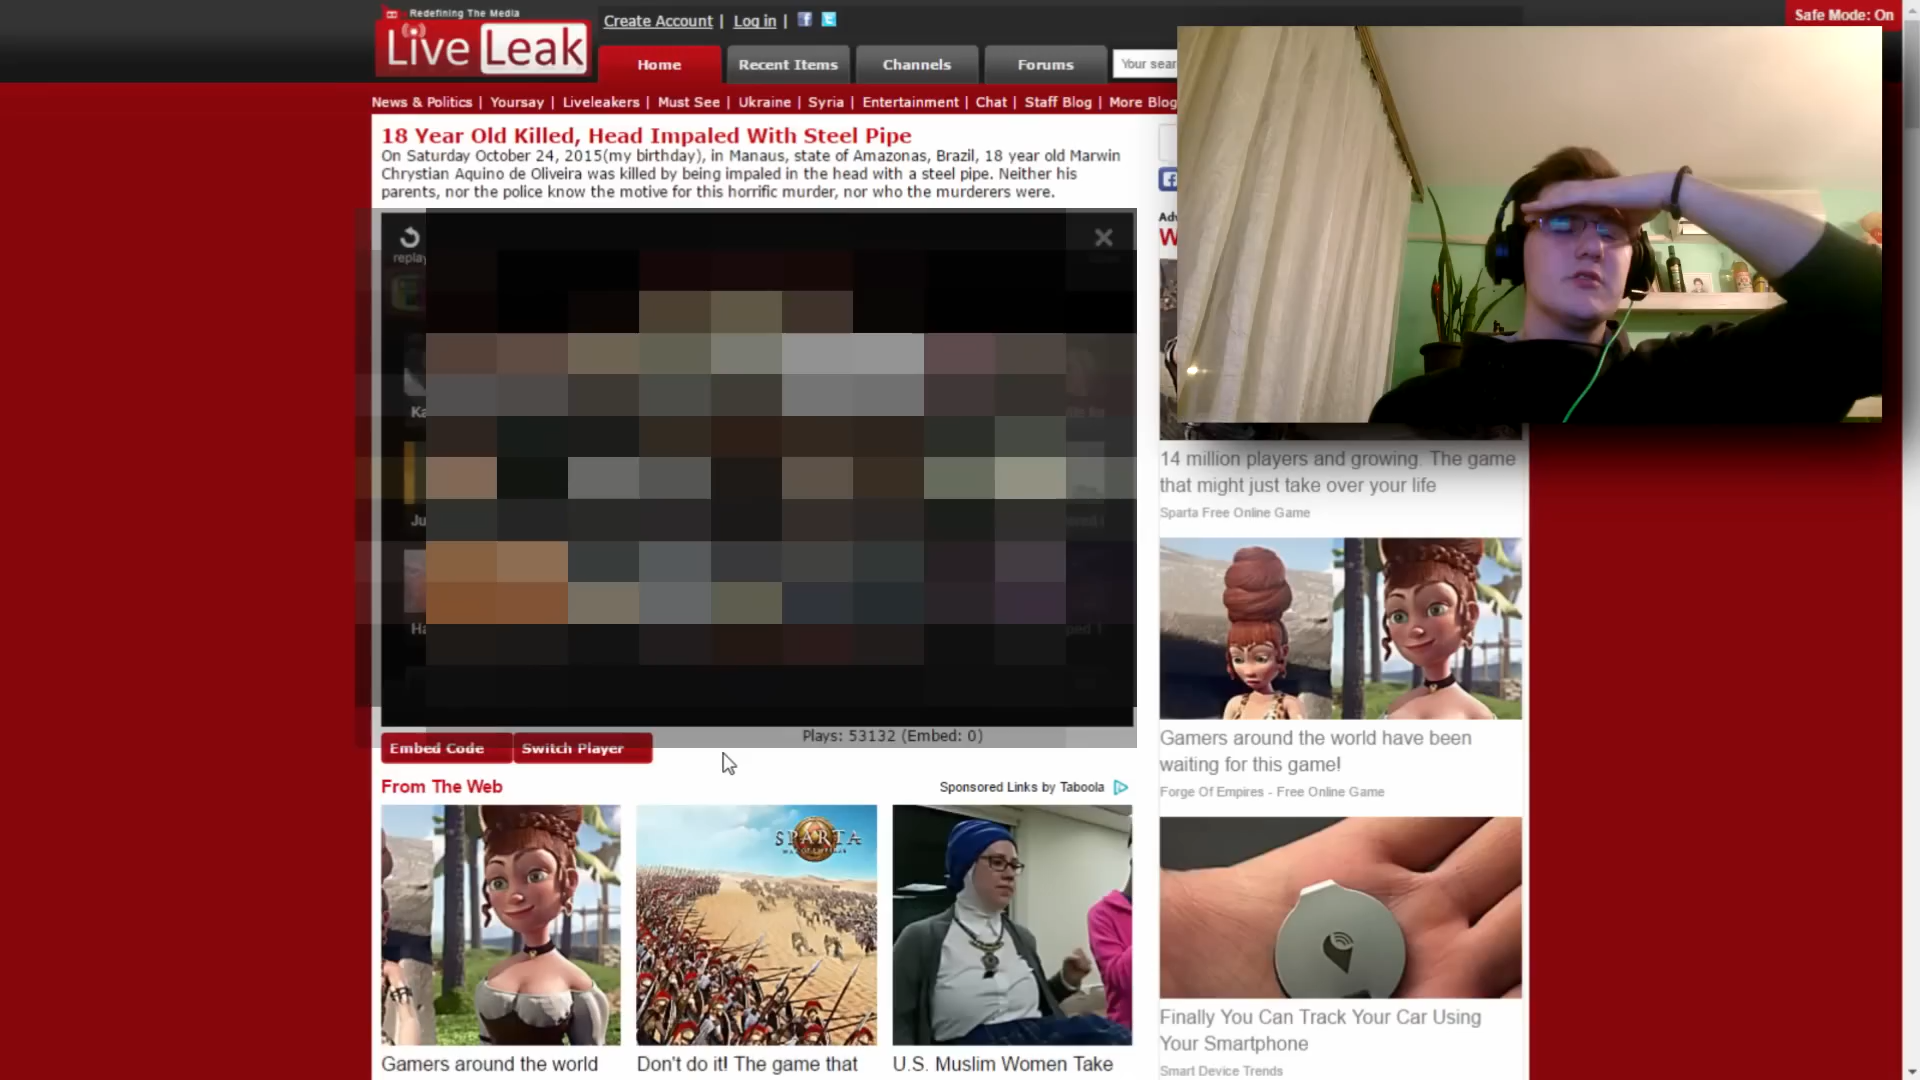 Redefining The Media
LiveLeak
Create Account | Log in |
Safe Mode: On
Home
Recent Items
Channels
Forums
Your sear
News & Politics | Yoursay | Liveleakers | Must See | Ukraine | Syria | Entertainment | Chat | Staff Blog | More Blog
18 Year Old Killed, Head Impaled With Steel Pipe
On Saturday October 24, 2015(my birthday), in Manaus, state of Amazonas, Brazil, 18 year old Marwin
Chrystian Aquino de Oliveira was killed by being impaled in the head with a steel pipe. Neither his
parents, nor the police know the motive for this horrific murder, nor who the murderers were.
replay
Adv
W
Ka
Ju
Ha
Plays: 53132 (Embed: 0)
Embed Code
Switch Player
From The Web
Sponsored Links by Taboola
SPARTA
WAR OF EMPIRES
Gamers around the world
Don't do it! The game that
U.S. Muslim Women Take
14 million players and growing. The game
that might just take over your life
Sparta Free Online Game
Gamers around the world have been
waiting for this game!
Forge Of Empires - Free Online Game
Finally You Can Track Your Car Using
Your Smartphone
Smart Device Trends